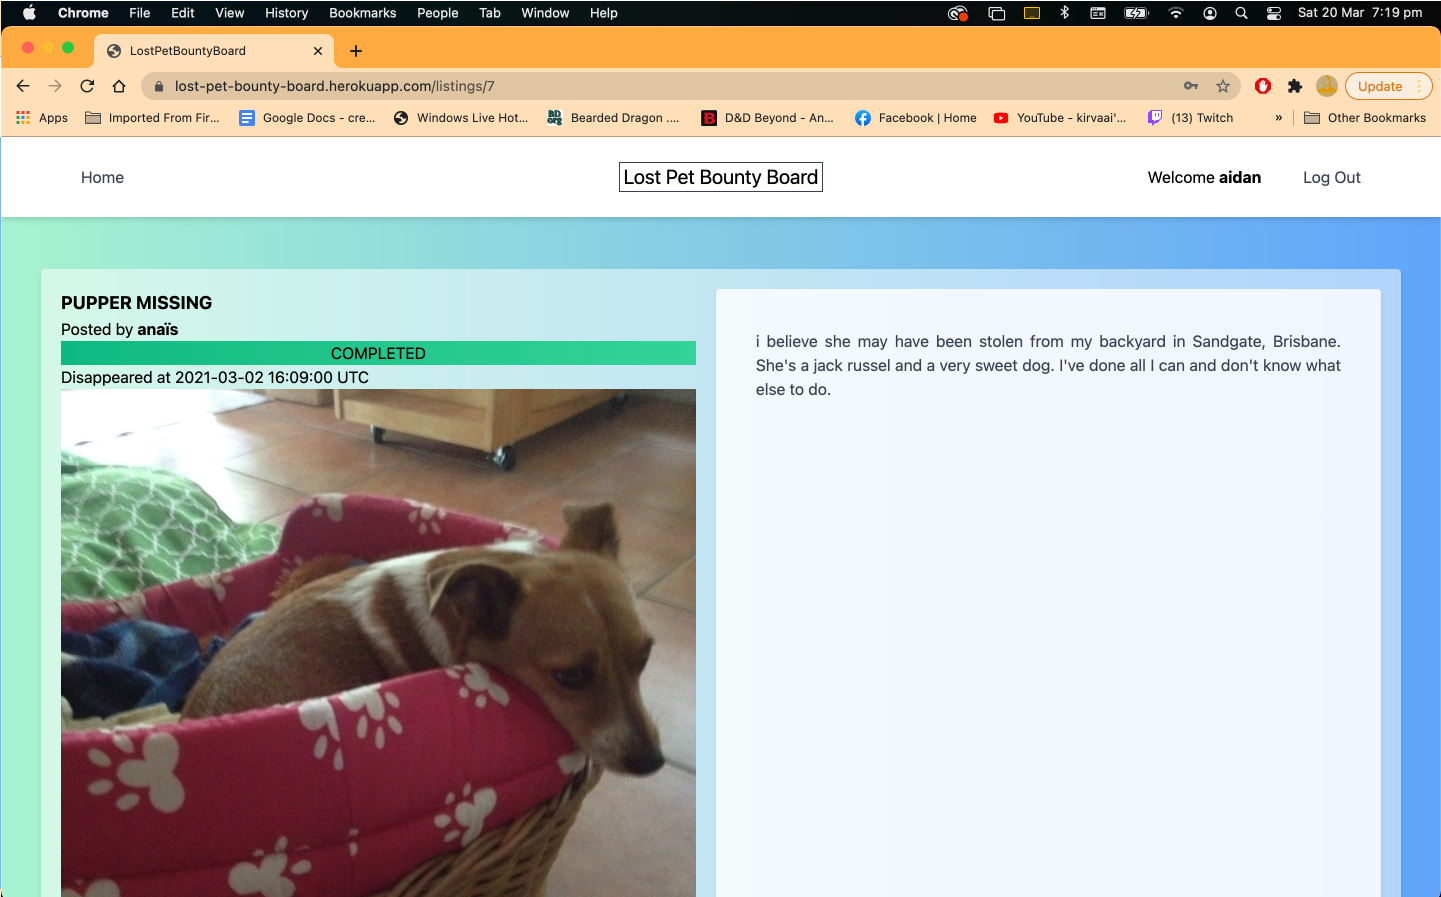 Chrome File Edit View History Bookmarks People Tab Window Help Sat 20 Mar 7:19 pm
LostPetBountyBoard
lost-pet-bounty-board.herokuapp.com/listings/7 Update
Apps Imported From Fir... Google Docs - cre... Windows Live Hot... Bearded Dragon .... D&D Beyond - An... Facebook | Home YouTube - kirvaai'... (13) Twitch » Other Bookmarks
Home Lost Pet Bounty Board Welcome aidan Log Out
PUPPER MISSING
Posted by anaïs
COMPLETED
Disappeared at 2021-03-02 16:09:00 UTC
i believe she may have been stolen from my backyard in Sandgate, Brisbane.
She's a jack russel and a very sweet dog. I've done all I can and don't know what
else to do.